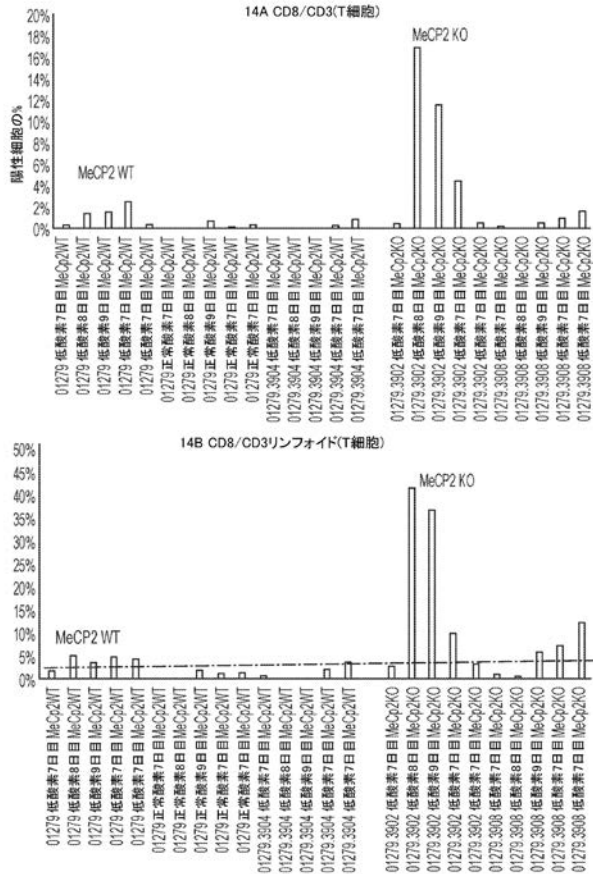 14A CD8/CD3(T細胞)
20%
18%
16%
14%
12%
10%
8%
6%
4%
2%
0%
陽性細胞の%
MeCP2 WT
MeCP2 KO
01279 低酸素7日目 MeCp2WT
01279 低酸素8日目 MeCp2WT
01279 低酸素9日目 MeCp2WT
01279 低酸素7日目 MeCp2WT
01279 低酸素7日目 MeCp2WT
01279 正常酸素7日目 MeCp2WT
01279 正常酸素8日目 MeCp2WT
01279 正常酸素9日目 MeCp2WT
01279 正常酸素7日目 MeCp2WT
01279 正常酸素7日目 MeCp2WT
01279.3904 低酸素7日目 MeCp2WT
01279.3904 低酸素8日目 MeCp2WT
01279.3904 低酸素9日目 MeCp2WT
01279.3904 低酸素7日目 MeCp2WT
01279.3904 低酸素7日目 MeCp2WT
01279.3902 低酸素7日目 MeCp2KO
01279.3902 低酸素8日目 MeCp2KO
01279.3902 低酸素9日目 MeCp2KO
01279.3902 低酸素7日目 MeCp2KO
01279.3902 低酸素7日目 MeCp2KO
01279.3908 低酸素7日目 MeCp2KO
01279.3908 低酸素8日目 MeCp2KO
01279.3908 低酸素9日目 MeCp2KO
01279.3908 低酸素7日目 MeCp2KO
01279.3908 低酸素7日目 MeCp2KO
14B CD8/CD3リンフォイド(T細胞)
50%
45%
40%
35%
30%
25%
20%
15%
10%
5%
0%
MeCP2 WT
MeCP2 KO
01279 低酸素7日目 MeCp2WT
01279 低酸素8日目 MeCp2WT
01279 低酸素9日目 MeCp2WT
01279 低酸素7日目 MeCp2WT
01279 低酸素7日目 MeCp2WT
01279 正常酸素7日目 MeCp2WT
01279 正常酸素8日目 MeCp2WT
01279 正常酸素9日目 MeCp2WT
01279 正常酸素7日目 MeCp2WT
01279 正常酸素7日目 MeCp2WT
01279.3904 低酸素7日目 MeCp2WT
01279.3904 低酸素8日目 MeCp2WT
01279.3904 低酸素9日目 MeCp2WT
01279.3904 低酸素7日目 MeCp2WT
01279.3904 低酸素7日目 MeCp2WT
01279.3902 低酸素7日目 MeCp2KO
01279.3902 低酸素8日目 MeCp2KO
01279.3902 低酸素9日目 MeCp2KO
01279.3902 低酸素7日目 MeCp2KO
01279.3902 低酸素7日目 MeCp2KO
01279.3908 低酸素7日目 MeCp2KO
01279.3908 低酸素8日目 MeCp2KO
01279.3908 低酸素9日目 MeCp2KO
01279.3908 低酸素7日目 MeCp2KO
01279.3908 低酸素7日目 MeCp2KO